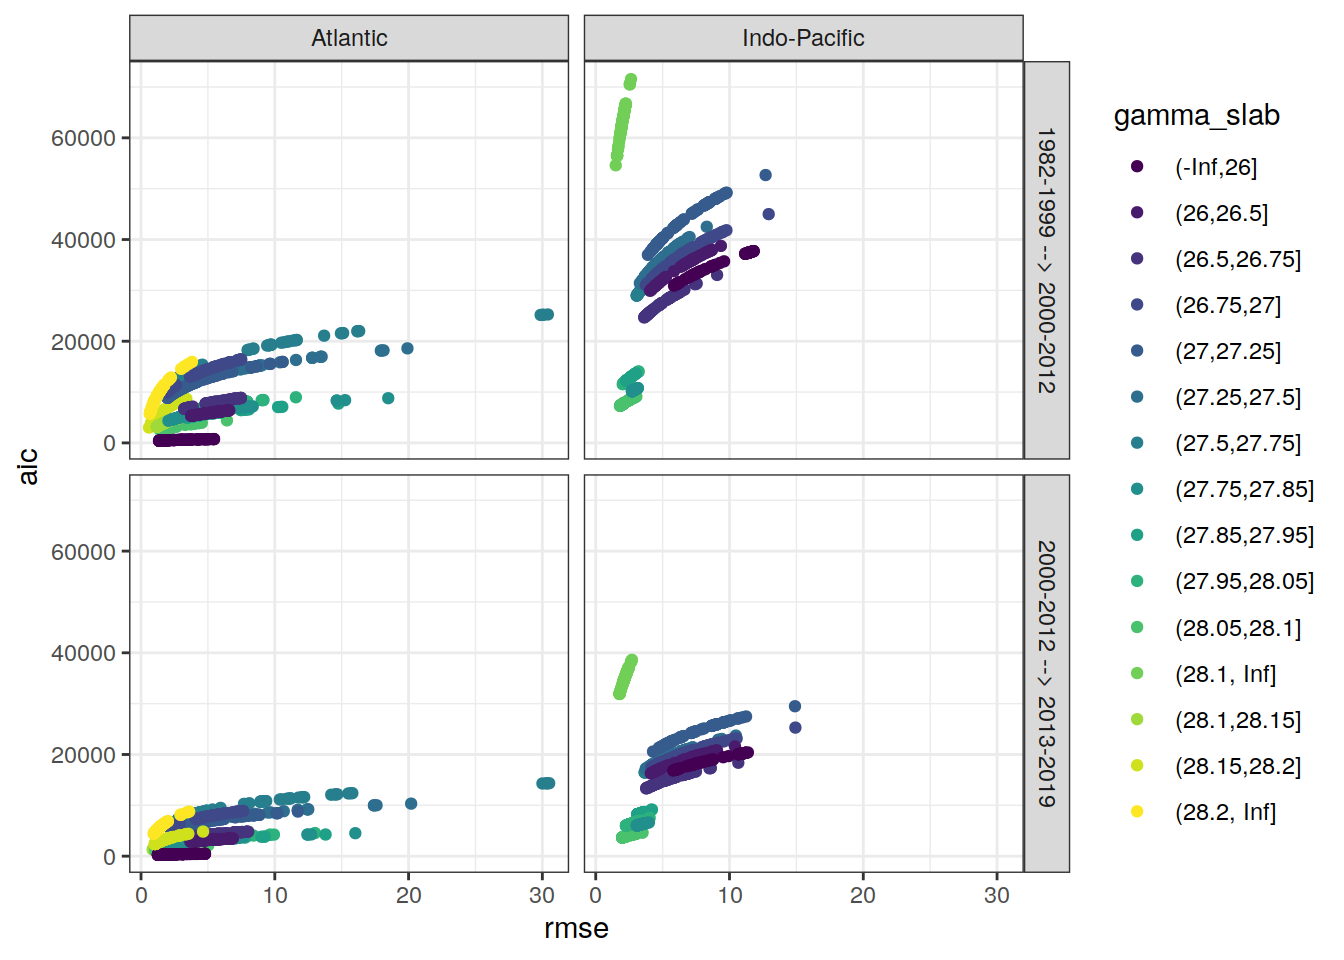 Atlantic
Indo-Pacific
60000
40000
20000
0
60000
40000
20000
0
aic
0
10
20
30
0
10
20
30
rmse
1982-1999 --> 2000-2012
2000-2012 --> 2013-2019
gamma_slab
(-Inf,26]
(26,26.5]
(26.5,26.75]
(26.75,27]
(27,27.25]
(27.25,27.5]
(27.5,27.75]
(27.75,27.85]
(27.85,27.95]
(27.95,28.05]
(28.05,28.1]
(28.1, Inf]
(28.1,28.15]
(28.15,28.2]
(28.2, Inf]